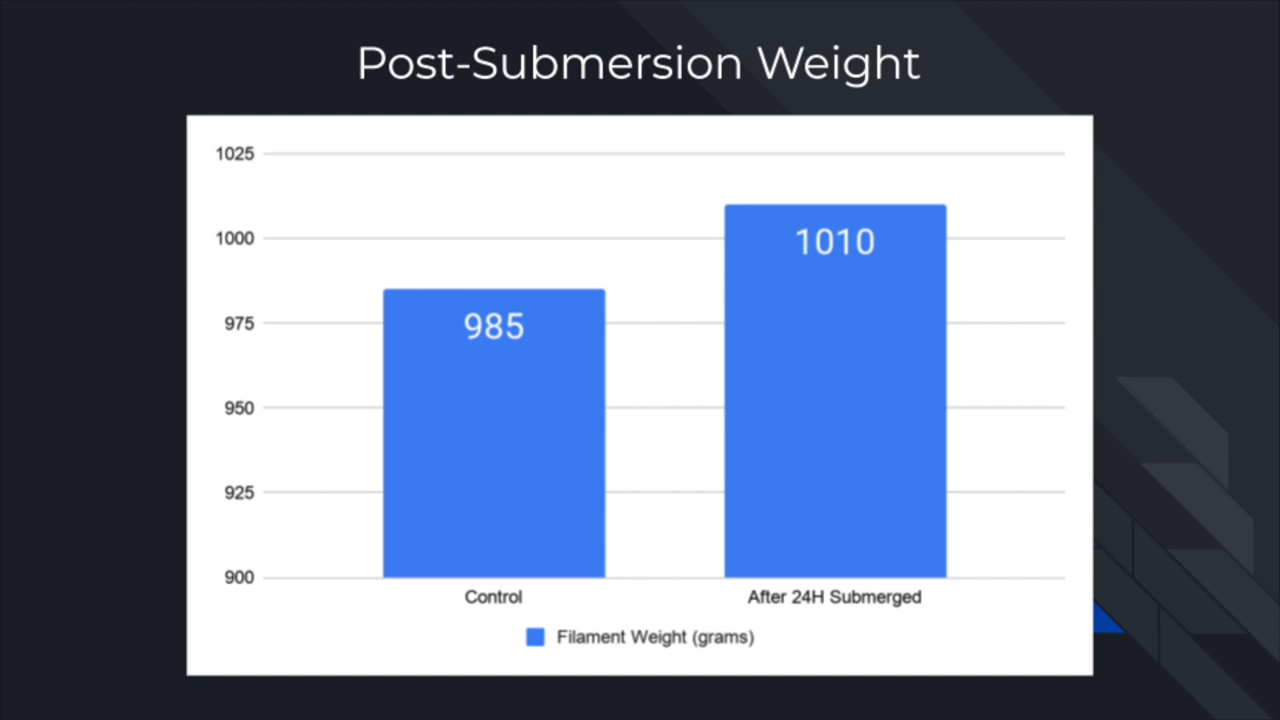 Post-Submersion Weight
1025
1000
975
950
925
900
985
1010
Control
After 24H Submerged
Filament Weight (grams)